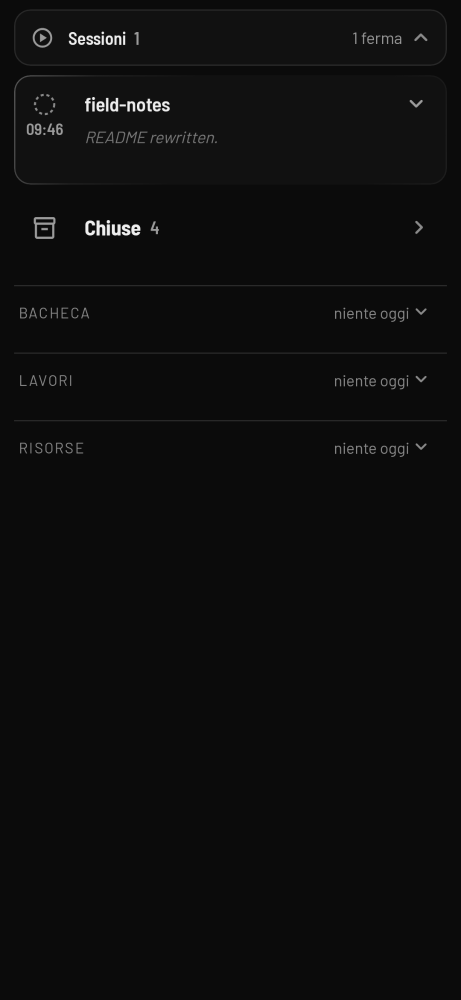 Sessioni 1
1 ferma
field-notes
09:46
README rewritten.
Chiuse 4
BACHECA
niente oggi
LAVORI
niente oggi
RISORSE
niente oggi